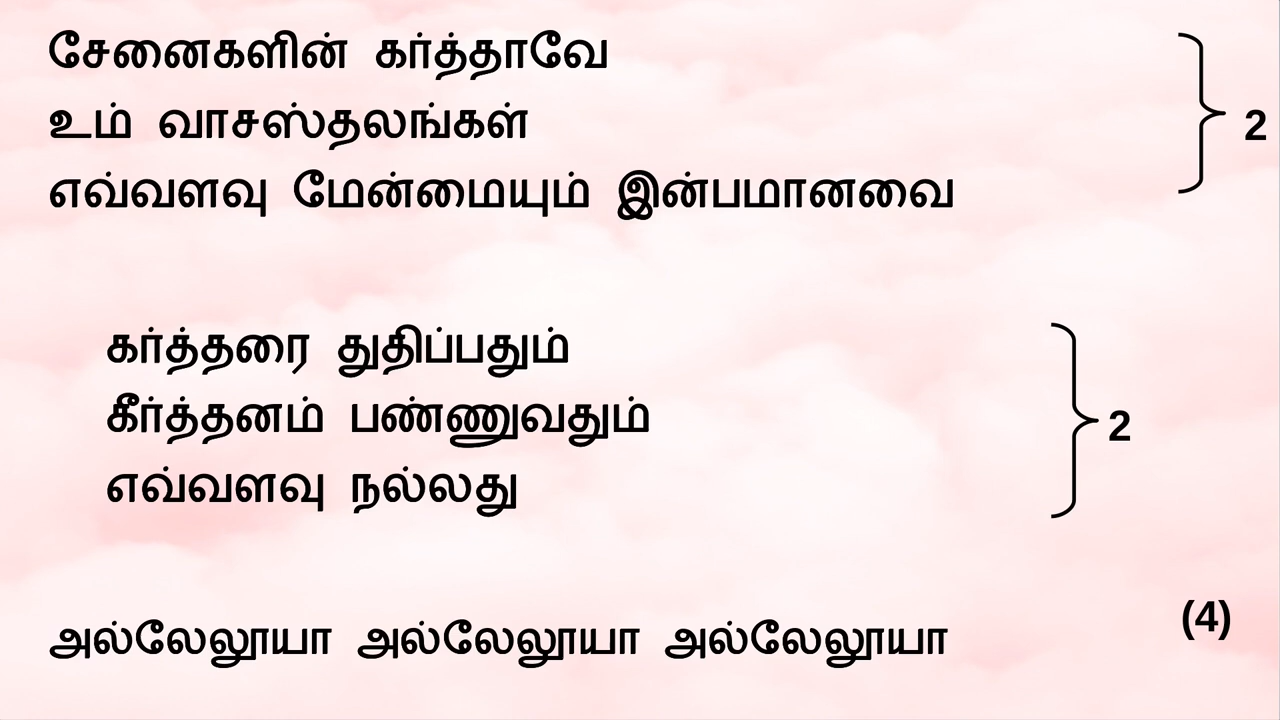 சேனைகளின் கர்த்தாவே
உம் வாசஸ்தலங்கள்
எவ்வளவு மேன்மையும் இன்பமானவை
2
கர்த்தரை துதிப்பதும்
கீர்த்தனம் பண்ணுவதும்
எவ்வளவு நல்லது
2
அல்லேலூயா அல்லேலூயா அல்லேலூயா
(4)